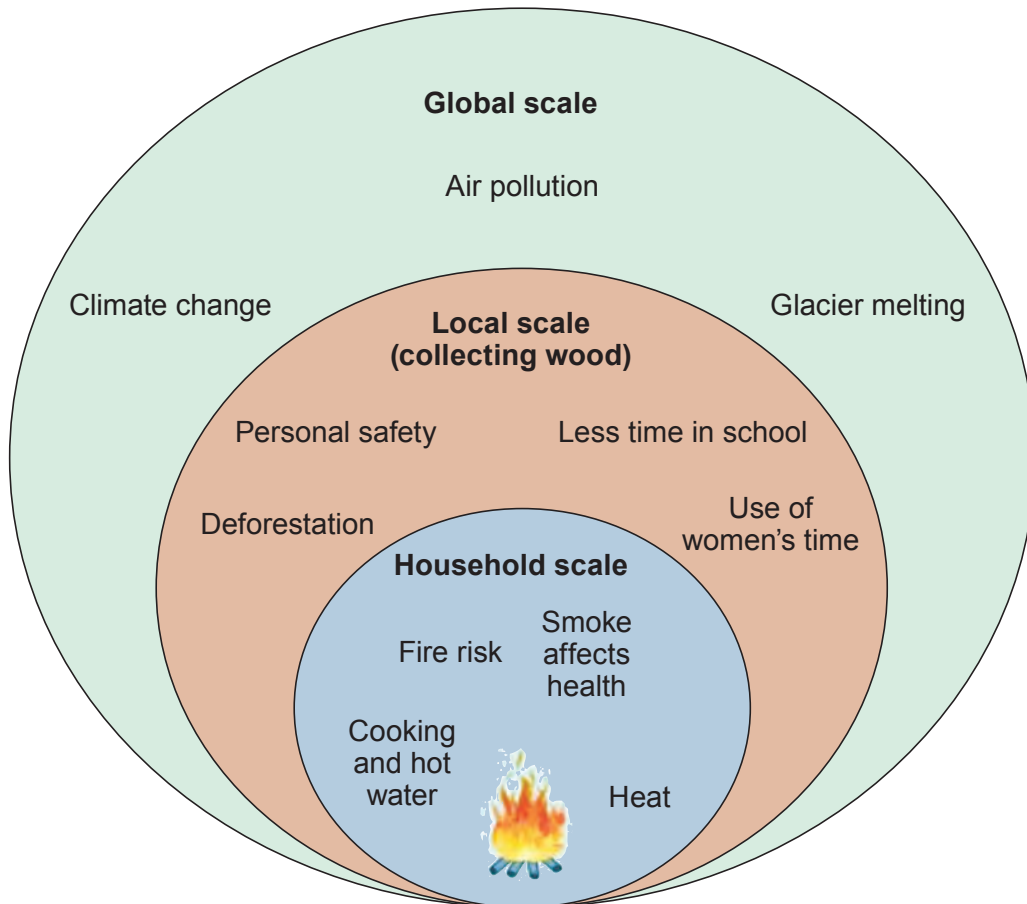 Global scale
Air pollution
Climate change
Glacier melting
Local scale
(collecting wood)
Personal safety
Less time in school
Deforestation
Use of
women's time
Household scale
Fire risk
Smoke
affects
health
Cooking
and hot
water
Heat